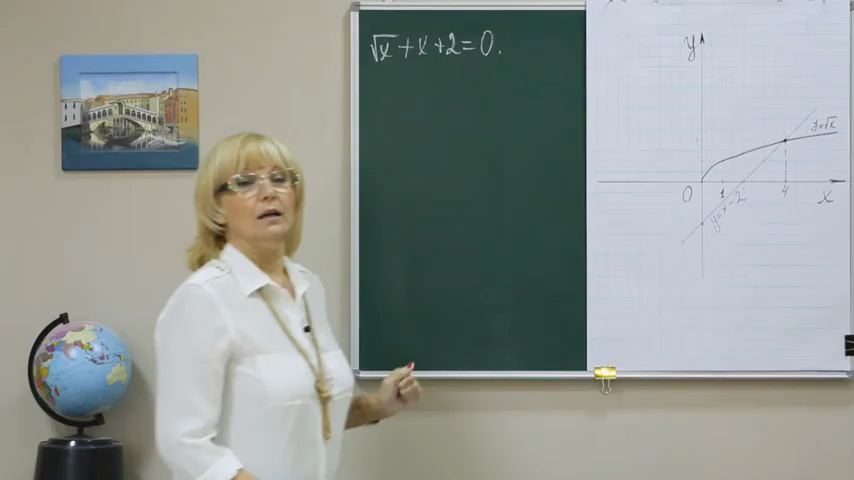 √x + x + 2 = 0.
y
y=√x
0
1
4
x
y=x-2